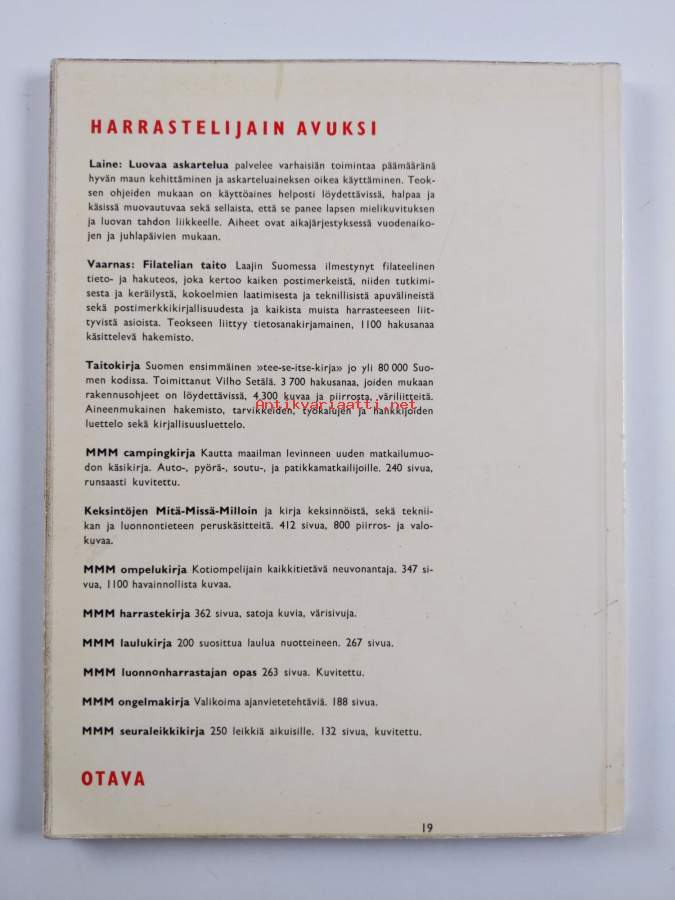 HARRASTELIJAIN AVUKSI
Laine: Luovaa askartelua palvelee varhaisiän toimintaa päämääränä
hyvän maun kehittäminen ja askarteluaineksen oikea käyttäminen. Teok-
sen ohjeiden mukaan on käyttöaines helposti löydettävissä, halpaa ja
käsissä muovautuvaa sekä sellaista, että se panee lapsen mielikuvituksen
ja luovan tahdon liikkeelle. Aiheet ovat aikajärjestyksessä vuodenaiko-
jen ja juhlapäivien mukaan.
Vaarnas: Filatelian taito Laajin Suomessa ilmestynyt filateelinen
tieto- ja hakuteos, joka kertoo kaiken postimerkeistä, niiden tutkimi-
sesta ja keräilystä, kokoelmien laatimisesta ja teknillisistä apuvälineistä
sekä postimerkkikirjallisuudesta ja kaikista muista harrasteeseen liit-
tyvistä asioista. Teokseen liittyy tietosanakirjamainen, 1100 hakusanaa
käsittelevä hakemisto.
Taitokirja Suomen ensimmäinen »tee-se-itse-kirja» jo yli 80 000 Suo-
men kodissa. Toimittanut Vilho Setälä. 3 700 hakusanaa, joiden mukaan
rakennusohjeet on löydettävissä, 4 300 kuvaa ja piirrosta, väriliitteitä.
Antikvariaatti.net
Aineenmukainen hakemisto, tarvikkeiden, työkalujen ja hankkijoiden
luettelo sekä kirjallisuusluettelo.
MMM campingkirja Kautta maailman levinneen uuden matkailumuo-
don käsikirja. Auto-, pyörä-, soutu-, ja patikkamatkailijoille. 240 sivua,
runsaasti kuvitettu.
Keksintöjen Mitä-Missä-Milloin ja kirja keksinnöistä, sekä teknii-
kan ja luonnontieteen peruskäsitteitä. 412 sivua, 800 piirros- ja valo-
kuvaa.
MMM ompelukirja Kotiompelijain kaikkitietävä neuvonantaja. 347 si-
vua, 1100 havainnollista kuvaa.
MMM harrastekirja 362 sivua, satoja kuvia, värisivuja.
MMM laulukirja 200 suosittua laulua nuotteineen. 267 sivua.
MMM luonnonharrastajan opas 263 sivua. Kuvitettu.
MMM ongelmakirja Valikoima ajanvietetehtäviä. 188 sivua.
MMM seuraleikkikirja 250 leikkiä aikuisille. 132 sivua, kuvitettu.
OTAVA
19